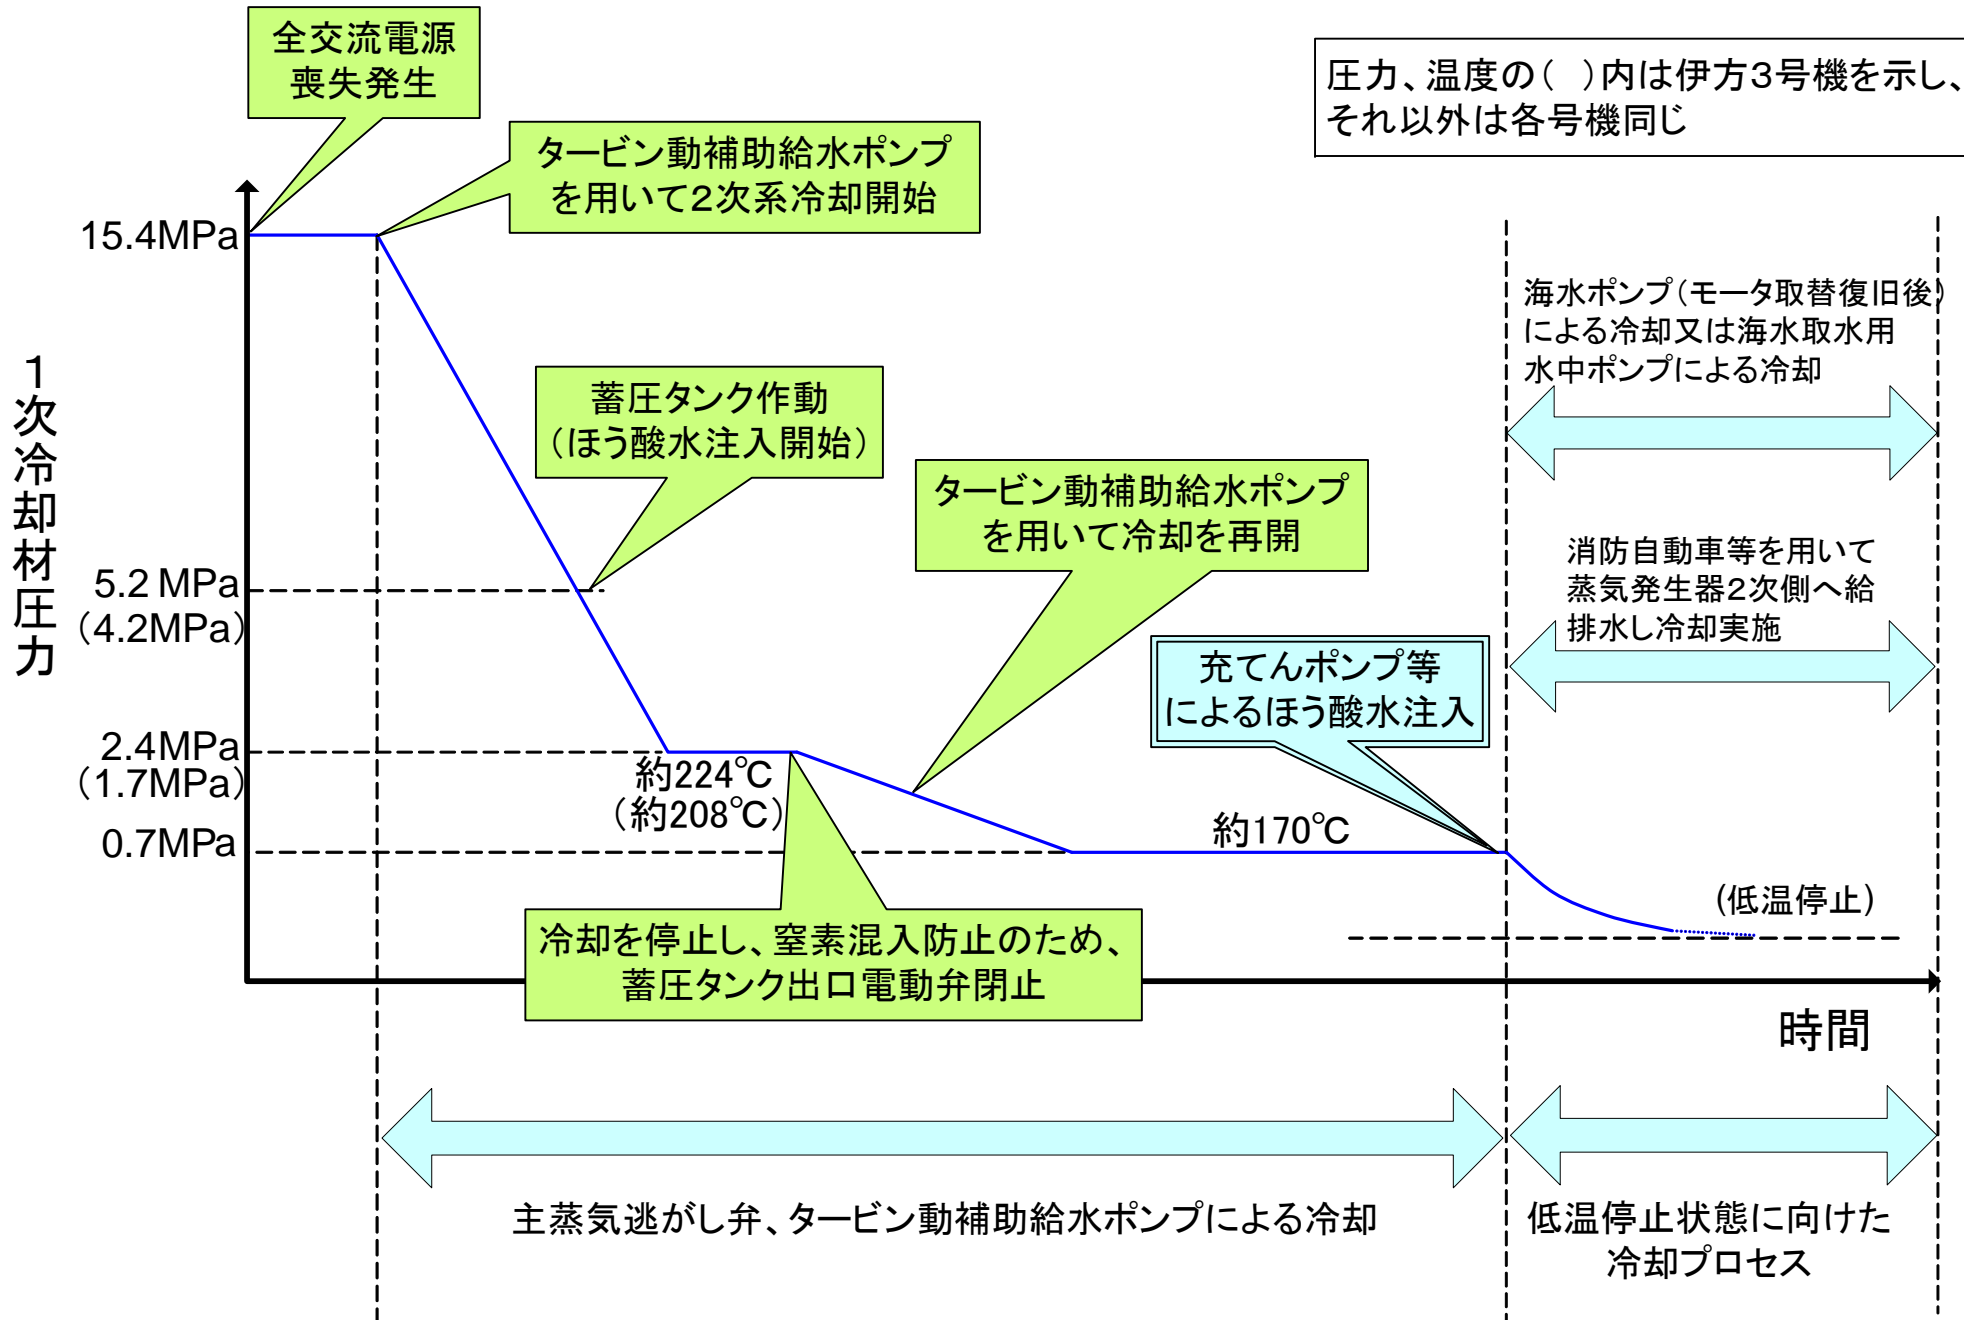 全交流電源
喪失発生
圧力、温度の（　）内は伊方３号機を示し、
それ以外は各号機同じ
タービン動補助給水ポンプ
を用いて２次系冷却開始
15.4MPa
海水ポンプ（モータ取替復旧後）
による冷却又は海水取水用
水中ポンプによる冷却
１次冷却材圧力
蓄圧タンク作動
（ほう酸水注入開始）
タービン動補助給水ポンプ
を用いて冷却を再開
5.2 MPa
（4.2MPa）
消防自動車等を用いて
蒸気発生器２次側へ給
排水し冷却実施
充てんポンプ等
によるほう酸水注入
2.4MPa
（1.7MPa）
約224℃
（約208℃）
0.7MPa
約170℃
(低温停止)
冷却を停止し、窒素混入防止のため、
蓄圧タンク出口電動弁閉止
時間
主蒸気逃がし弁、タービン動補助給水ポンプによる冷却
低温停止状態に向けた
冷却プロセス